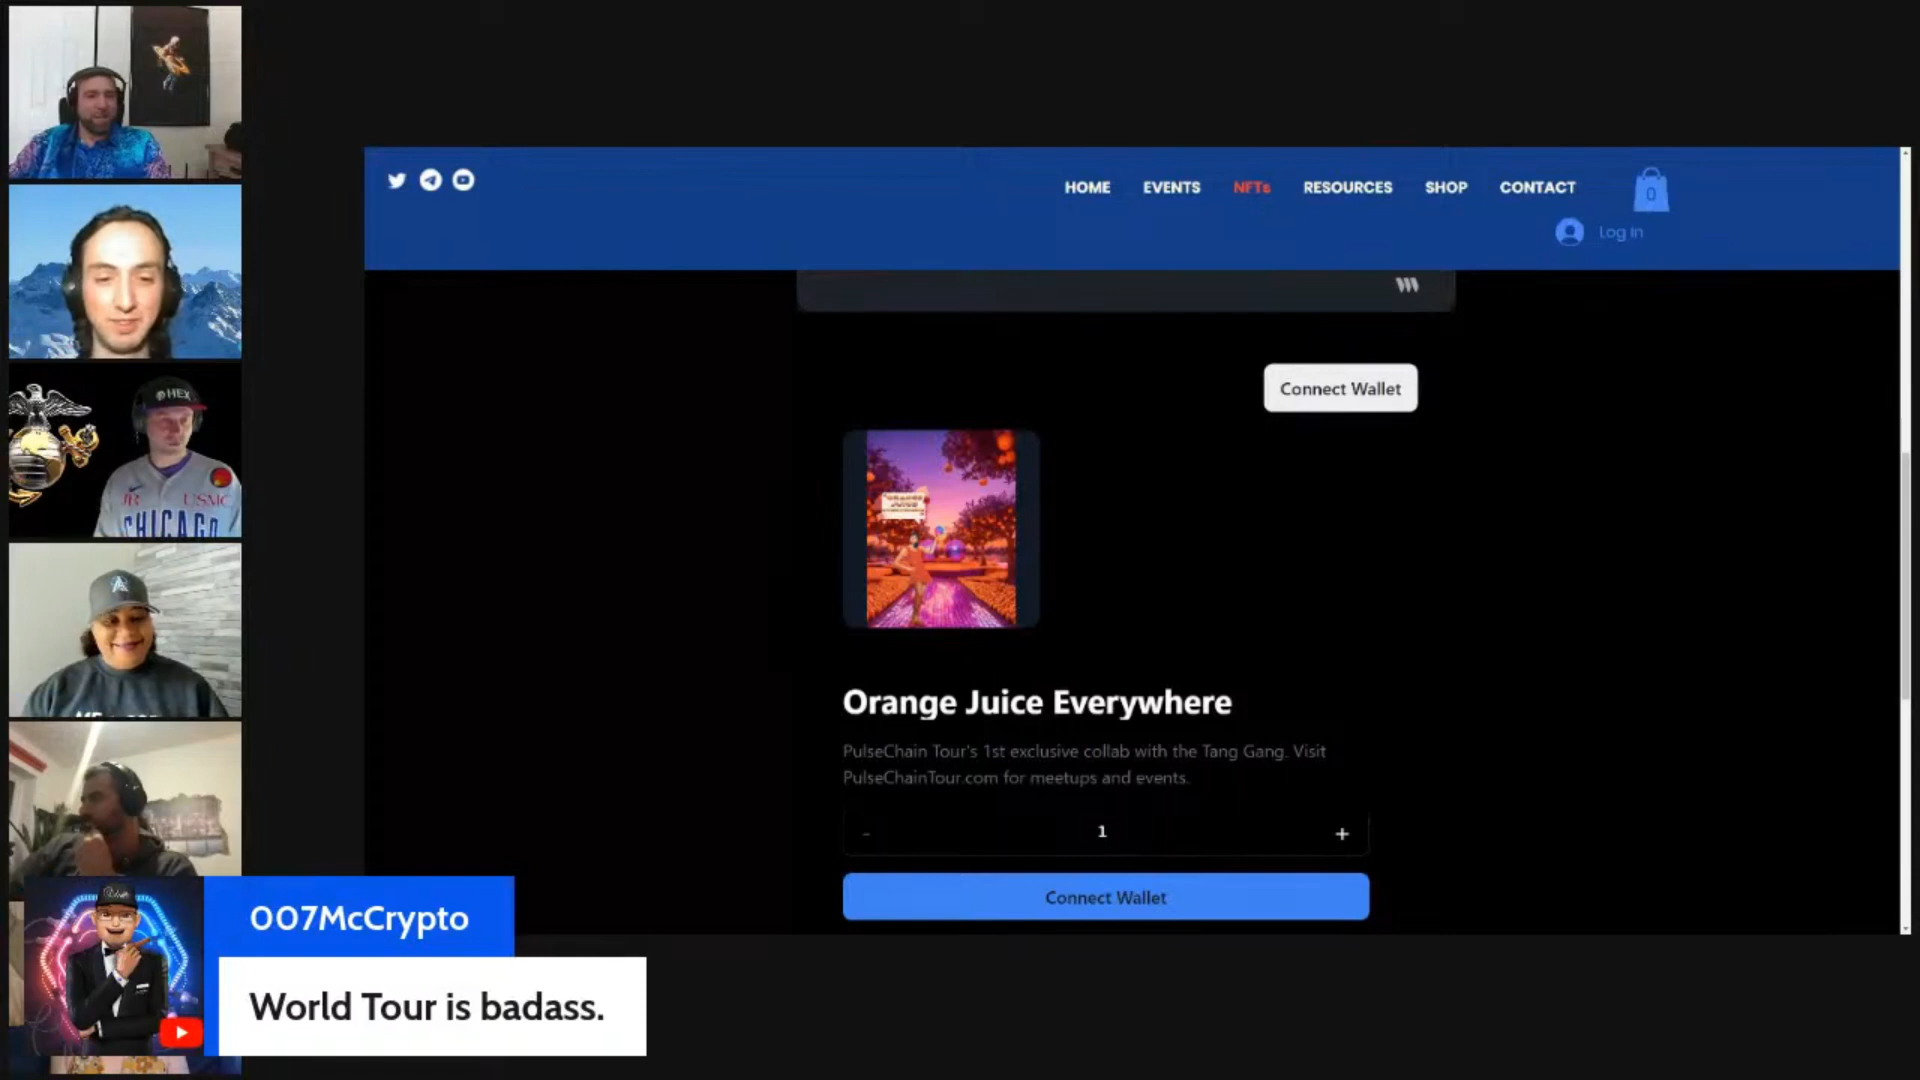 HOME EVENTS NFTs RESOURCES SHOP CONTACT
0
Log In
Connect Wallet
Orange Juice Everywhere
PulseChain Tour's 1st exclusive collab with the Tang Gang. Visit
PulseChainTour.com for meetups and events.
- 1 +
Connect Wallet
HEX
JR USMC
CHICAGO
007McCrypto
World Tour is badass.